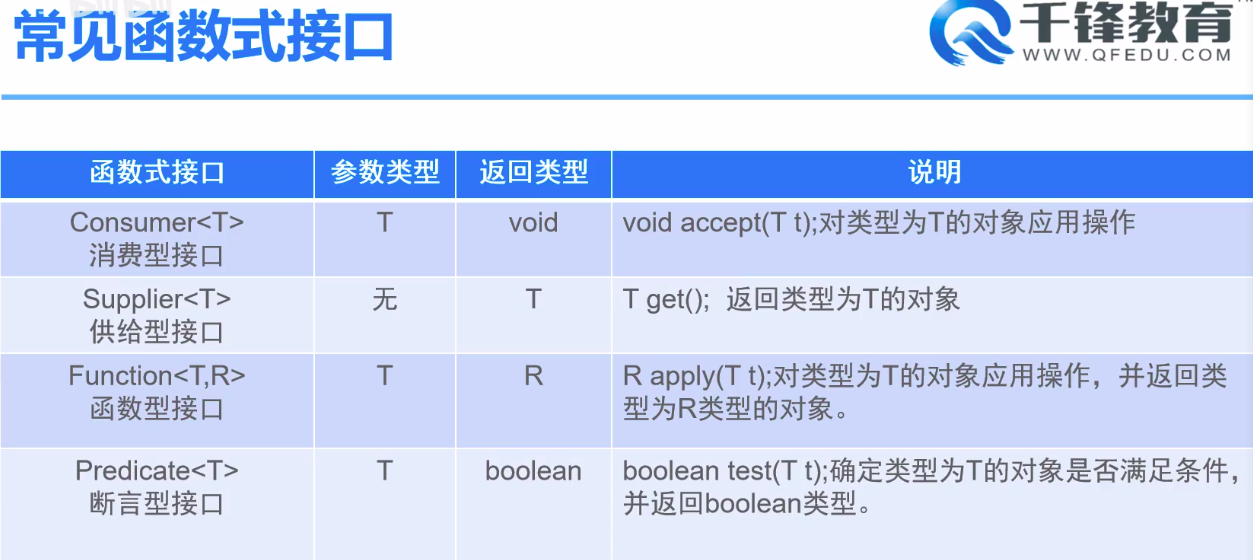 常见函数式接口
千锋教育
WWW.QFEDU.COM
函数式接口 参数类型 返回类型 说明
Consumer<T> T void void accept(T t);对类型为T的对象应用操作
消费型接口
Supplier<T> 无 T T get(); 返回类型为T的对象
供给型接口
Function<T,R> T R R apply(T t);对类型为T的对象应用操作，并返回类
函数型接口 型为R类型的对象。
Predicate<T> T boolean boolean test(T t);确定类型为T的对象是否满足条件，
断言型接口 并返回boolean类型。